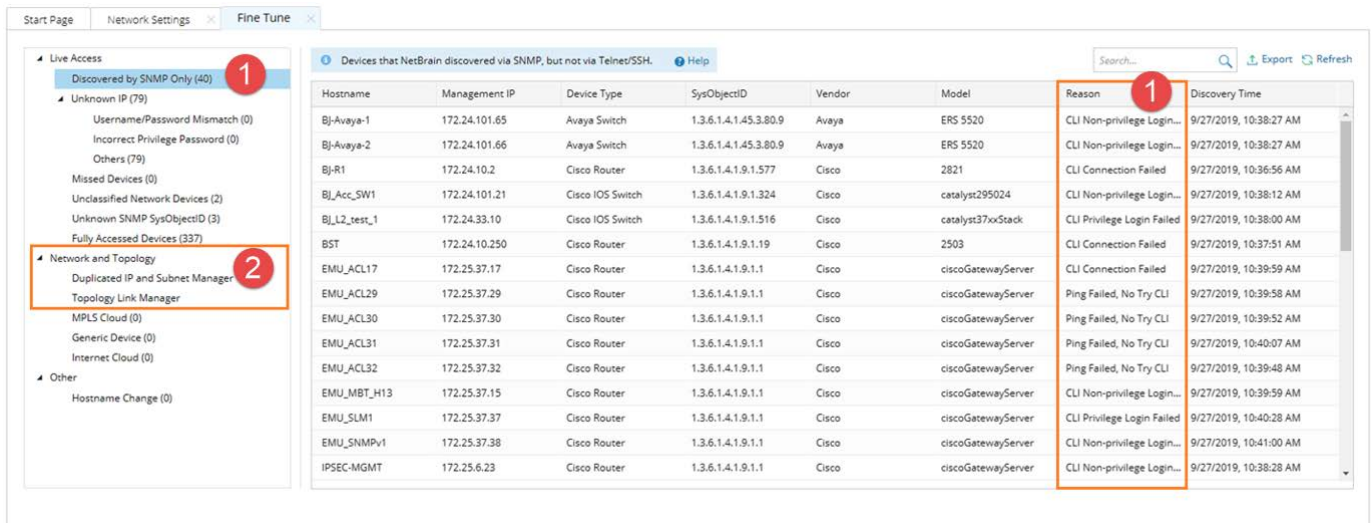 Start Page Network Settings Fine Tune
Live Access
Discovered by SNMP Only (40) 1
Unknown IP (79)
Username/Password Mismatch (0)
Incorrect Privilege Password (0)
Others (79)
Missed Devices (0)
Unclassified Network Devices (2)
Unknown SNMP SysObjectID (3)
Fully Accessed Devices (337)
Network and Topology
2
Duplicated IP and Subnet Manager
Topology Link Manager
MPLS Cloud (0)
Generic Device (0)
Internet Cloud (0)
Other
Hostname Change (0)
Devices that NetBrain discovered via SNMP, but not via Telnet/SSH. Help
Search... Export Refresh
Hostname Management IP Device Type SysObjectID Vendor Model Reason 1 Discovery Time
BJ-Avaya-1 172.24.101.65 Avaya Switch 1.3.6.1.4.1.45.3.80.9 Avaya ERS 5520 CLI Non-privilege Login... 9/27/2019, 10:38:27 AM
BJ-Avaya-2 172.24.101.66 Avaya Switch 1.3.6.1.4.1.45.3.80.9 Avaya ERS 5520 CLI Non-privilege Login... 9/27/2019, 10:38:27 AM
BJ-R1 172.24.10.2 Cisco Router 1.3.6.1.4.1.9.1.577 Cisco 2821 CLI Connection Failed 9/27/2019, 10:36:56 AM
BJ_Acc_SW1 172.24.101.21 Cisco IOS Switch 1.3.6.1.4.1.9.1.324 Cisco catalyst295024 CLI Non-privilege Login... 9/27/2019, 10:38:12 AM
BJ_L2_test_1 172.24.33.10 Cisco IOS Switch 1.3.6.1.4.1.9.1.516 Cisco catalyst37xxStack CLI Privilege Login Failed 9/27/2019, 10:38:00 AM
BST 172.24.10.250 Cisco Router 1.3.6.1.4.1.9.1.19 Cisco 2503 CLI Connection Failed 9/27/2019, 10:37:51 AM
EMU_ACL17 172.25.37.17 Cisco Router 1.3.6.1.4.1.9.1.1 Cisco ciscoGatewayServer CLI Connection Failed 9/27/2019, 10:39:59 AM
EMU_ACL29 172.25.37.29 Cisco Router 1.3.6.1.4.1.9.1.1 Cisco ciscoGatewayServer Ping Failed, No Try CLI 9/27/2019, 10:39:58 AM
EMU_ACL30 172.25.37.30 Cisco Router 1.3.6.1.4.1.9.1.1 Cisco ciscoGatewayServer Ping Failed, No Try CLI 9/27/2019, 10:39:52 AM
EMU_ACL31 172.25.37.31 Cisco Router 1.3.6.1.4.1.9.1.1 Cisco ciscoGatewayServer Ping Failed, No Try CLI 9/27/2019, 10:40:07 AM
EMU_ACL32 172.25.37.32 Cisco Router 1.3.6.1.4.1.9.1.1 Cisco ciscoGatewayServer Ping Failed, No Try CLI 9/27/2019, 10:39:48 AM
EMU_MBT_H13 172.25.37.15 Cisco Router 1.3.6.1.4.1.9.1.1 Cisco ciscoGatewayServer CLI Non-privilege Login... 9/27/2019, 10:39:59 AM
EMU_SLM1 172.25.37.37 Cisco Router 1.3.6.1.4.1.9.1.1 Cisco ciscoGatewayServer CLI Privilege Login Failed 9/27/2019, 10:40:28 AM
EMU_SNMPv1 172.25.37.38 Cisco Router 1.3.6.1.4.1.9.1.1 Cisco ciscoGatewayServer CLI Non-privilege Login... 9/27/2019, 10:41:00 AM
IPSEC-MGMT 172.25.6.23 Cisco Router 1.3.6.1.4.1.9.1.1 Cisco ciscoGatewayServer CLI Non-privilege Login... 9/27/2019, 10:38:28 AM